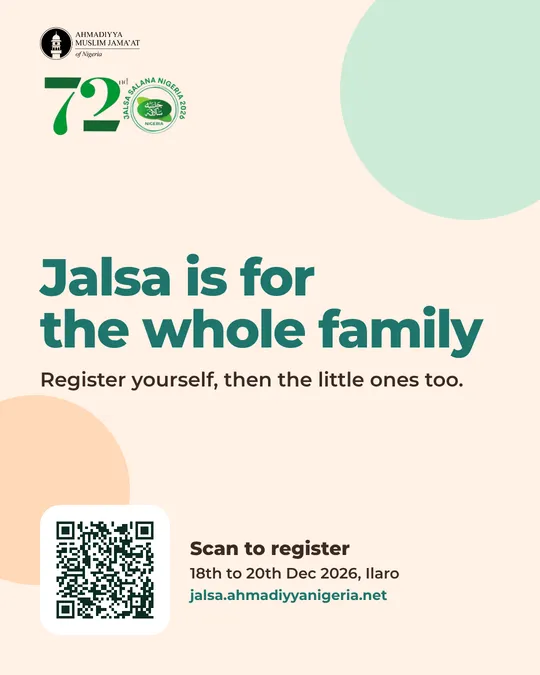 AHMADIYYA
MUSLIM JAMA'AT
of Nigeria
72nd
JALSA SALANA NIGERIA 2026
NIGERIA
Jalsa is for
the whole family
Register yourself, then the little ones too.
Scan to register
18th to 20th Dec 2026, Ilaro
jalsa.ahmadiyyanigeria.net